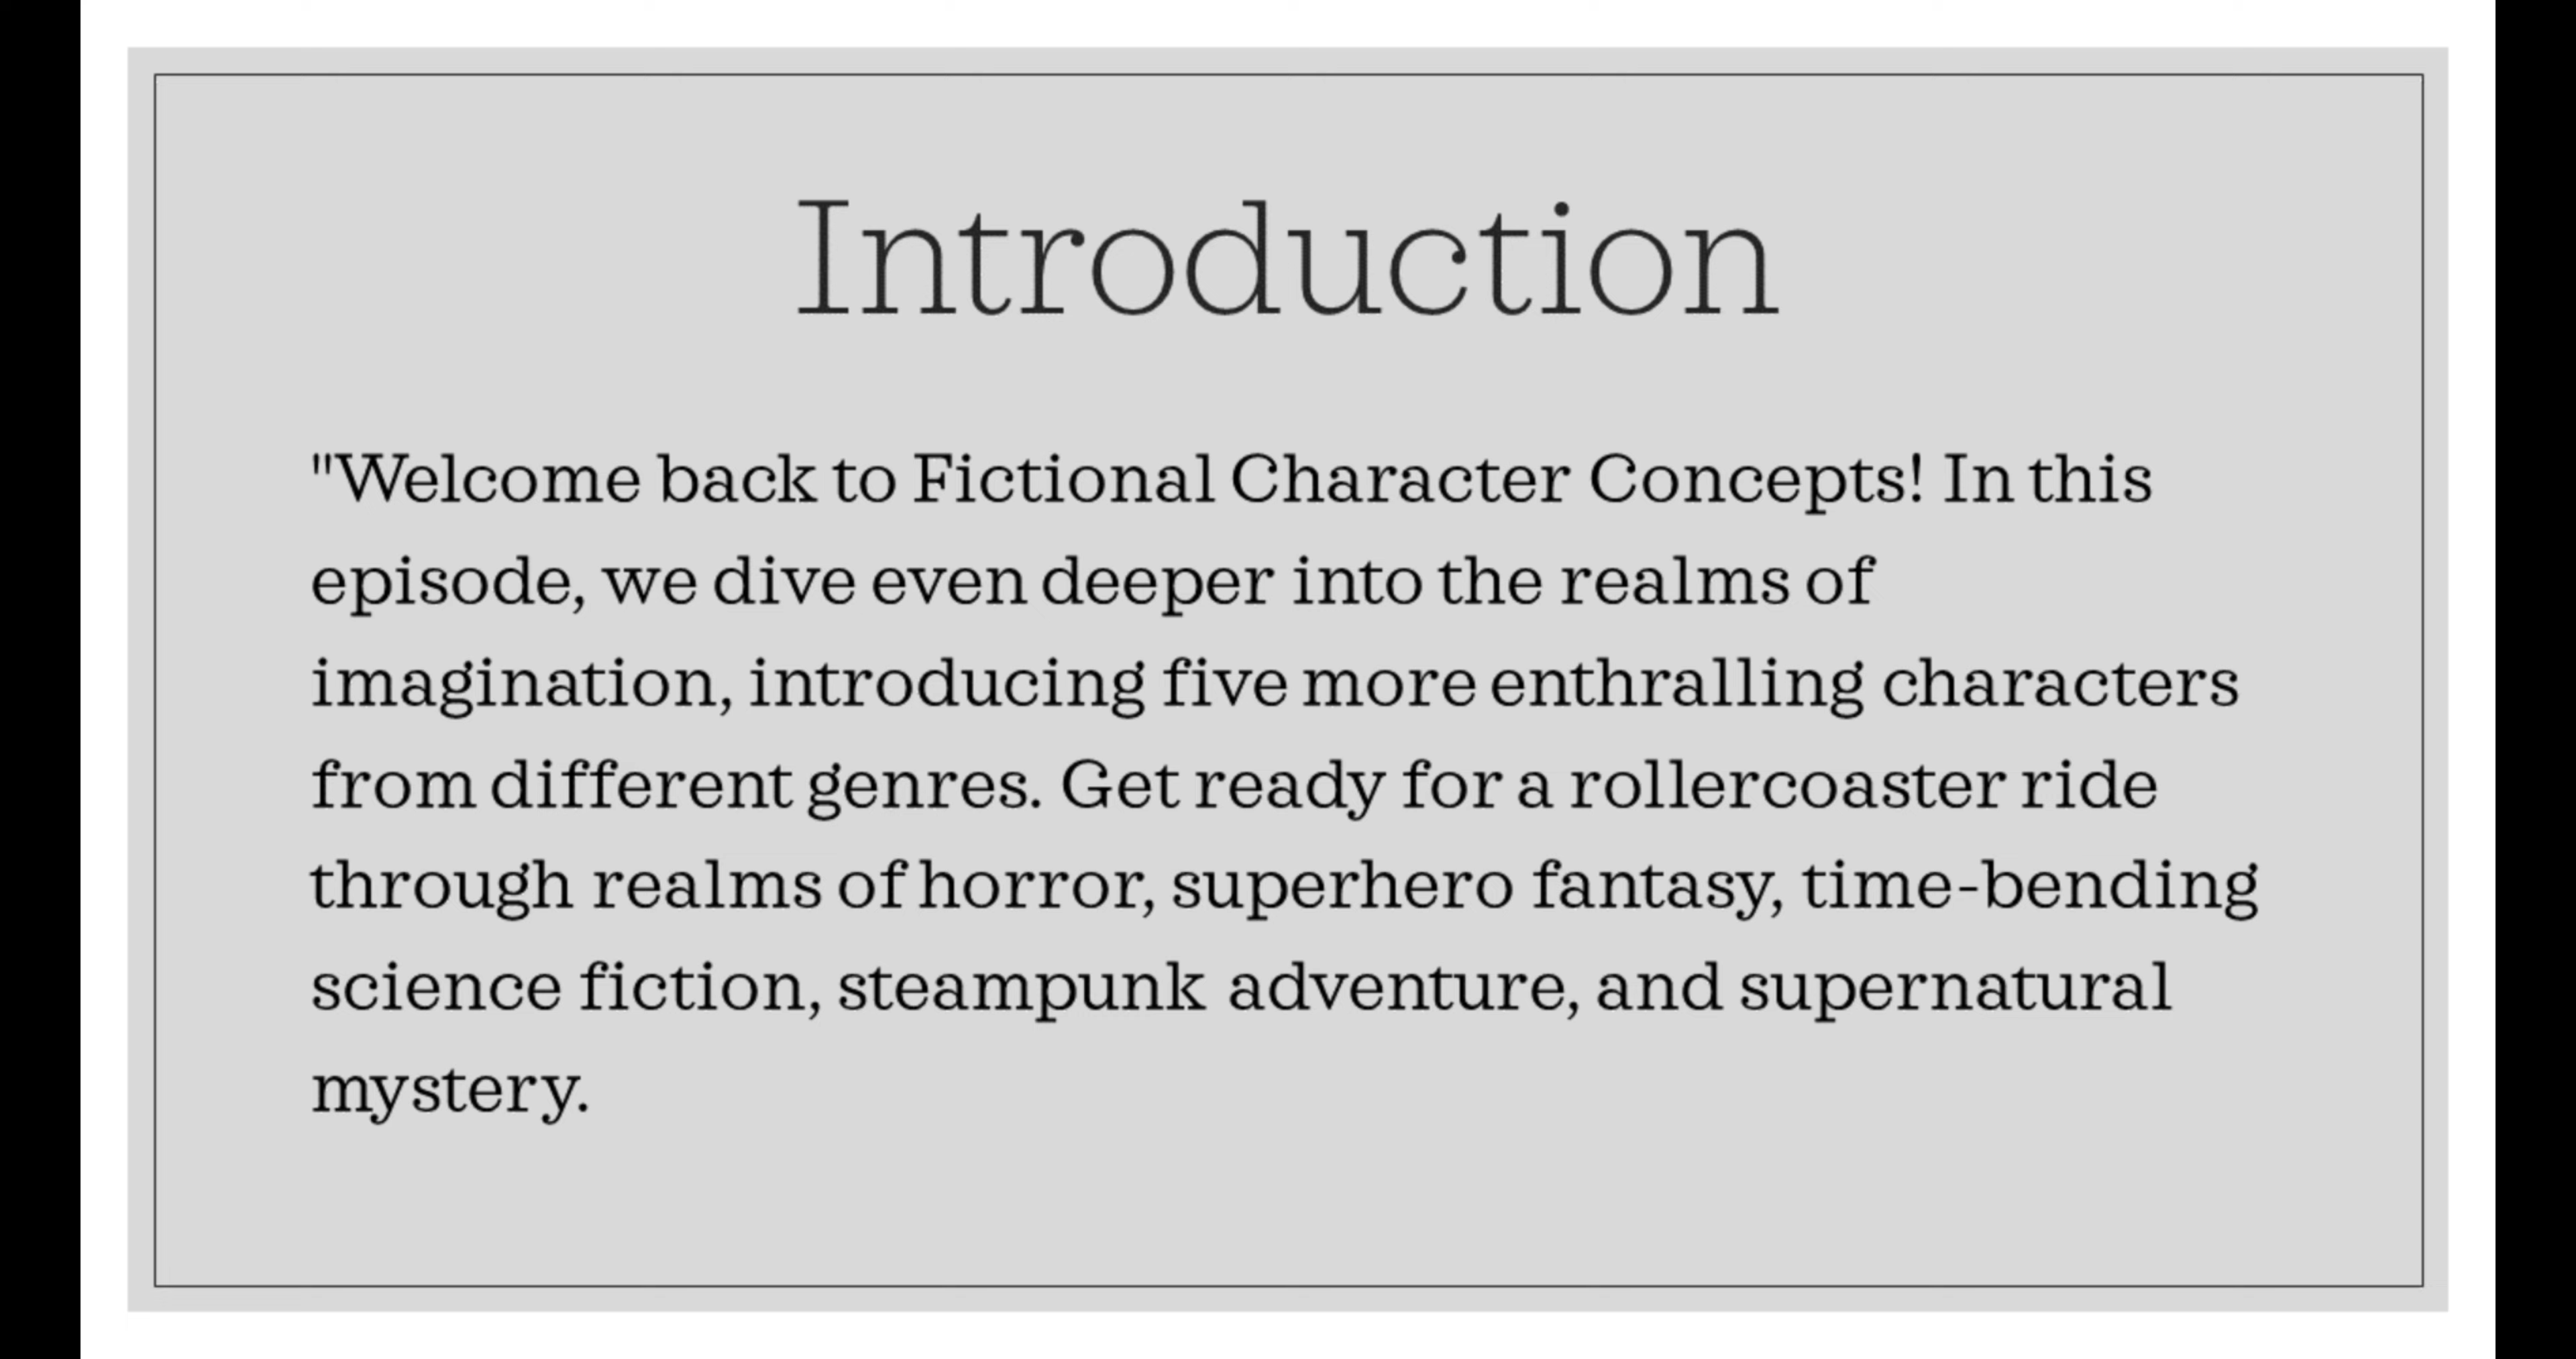 Introduction
"Welcome back to Fictional Character Concepts! In this
episode, we dive even deeper into the realms of
imagination, introducing five more enthralling characters
from different genres. Get ready for a rollercoaster ride
through realms of horror, superhero fantasy, time-bending
science fiction, steampunk adventure, and supernatural
mystery.